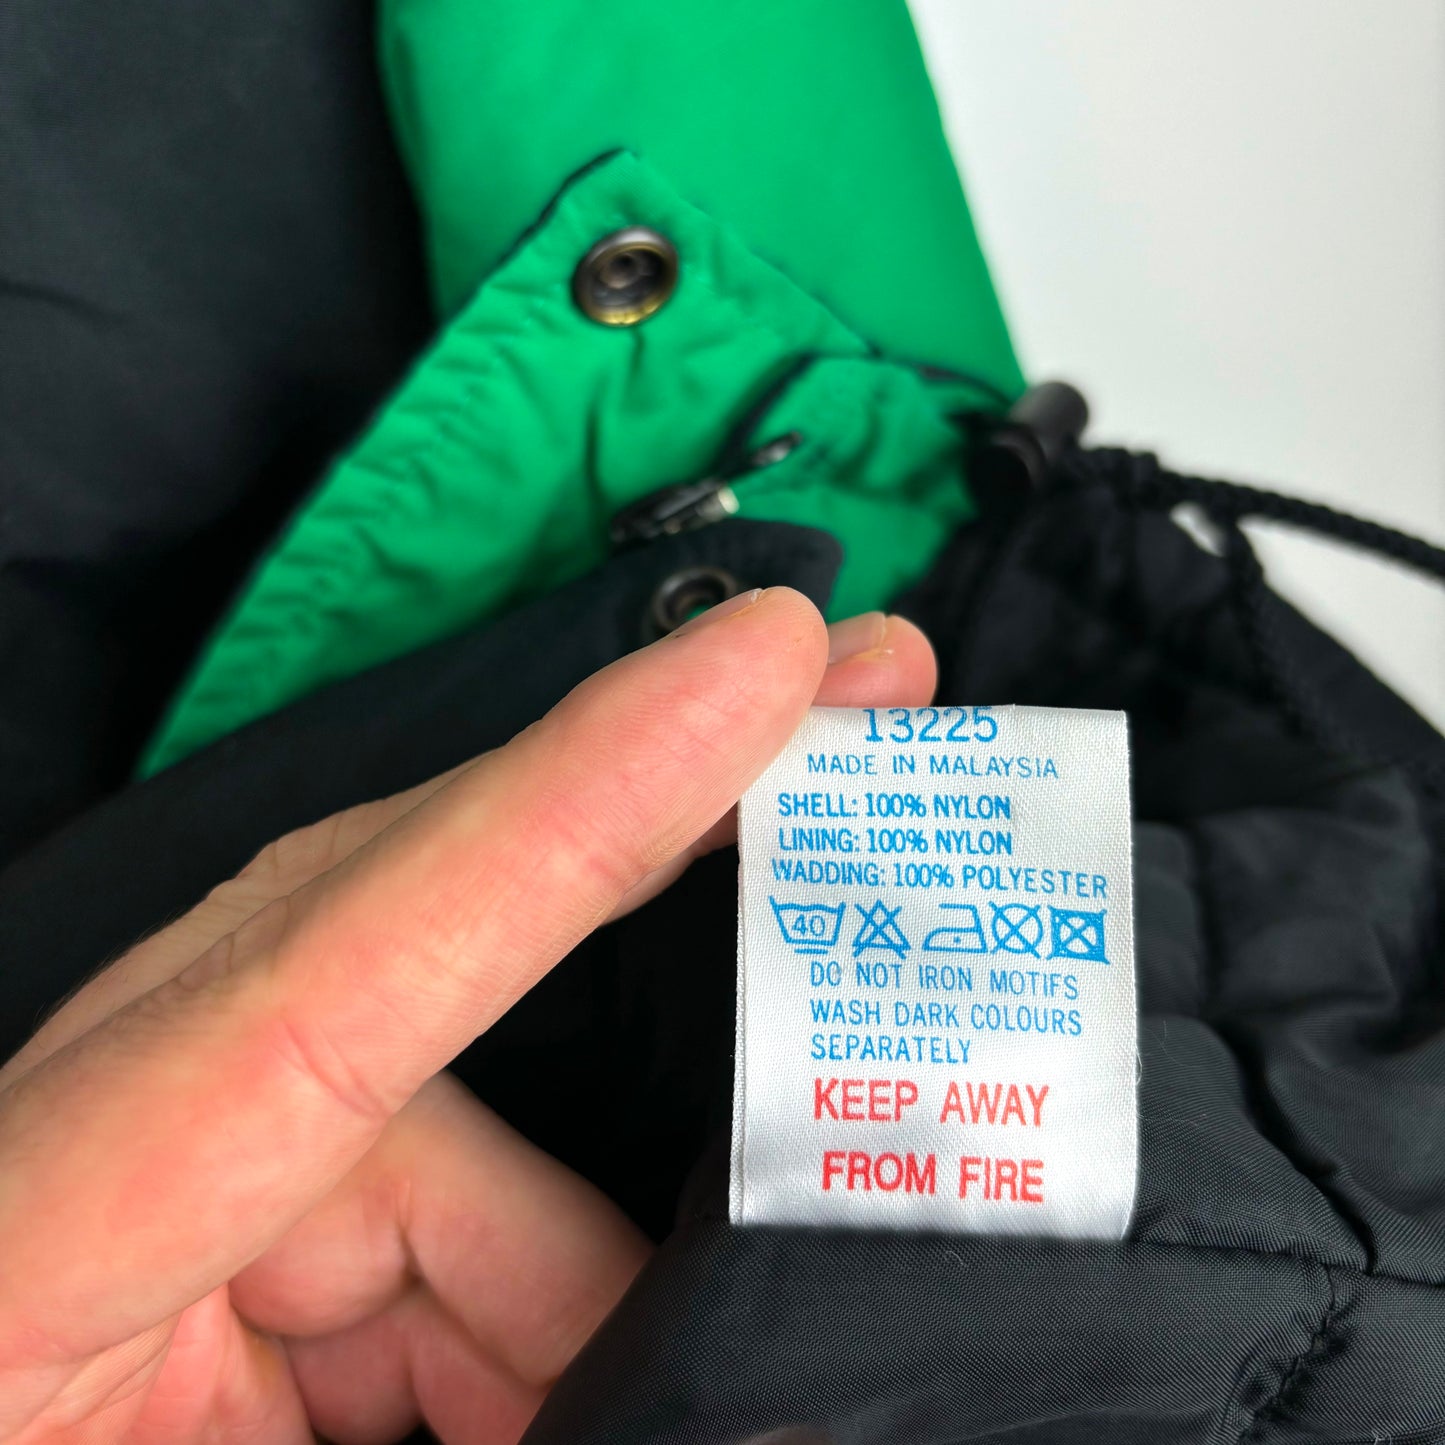 13225
MADE IN MALAYSIA
SHELL: 100% NYLON
LINING: 100% NYLON
WADDING: 100% POLYESTER
40
DO NOT IRON MOTIFS
WASH DARK COLOURS
SEPARATELY
KEEP AWAY
FROM FIRE